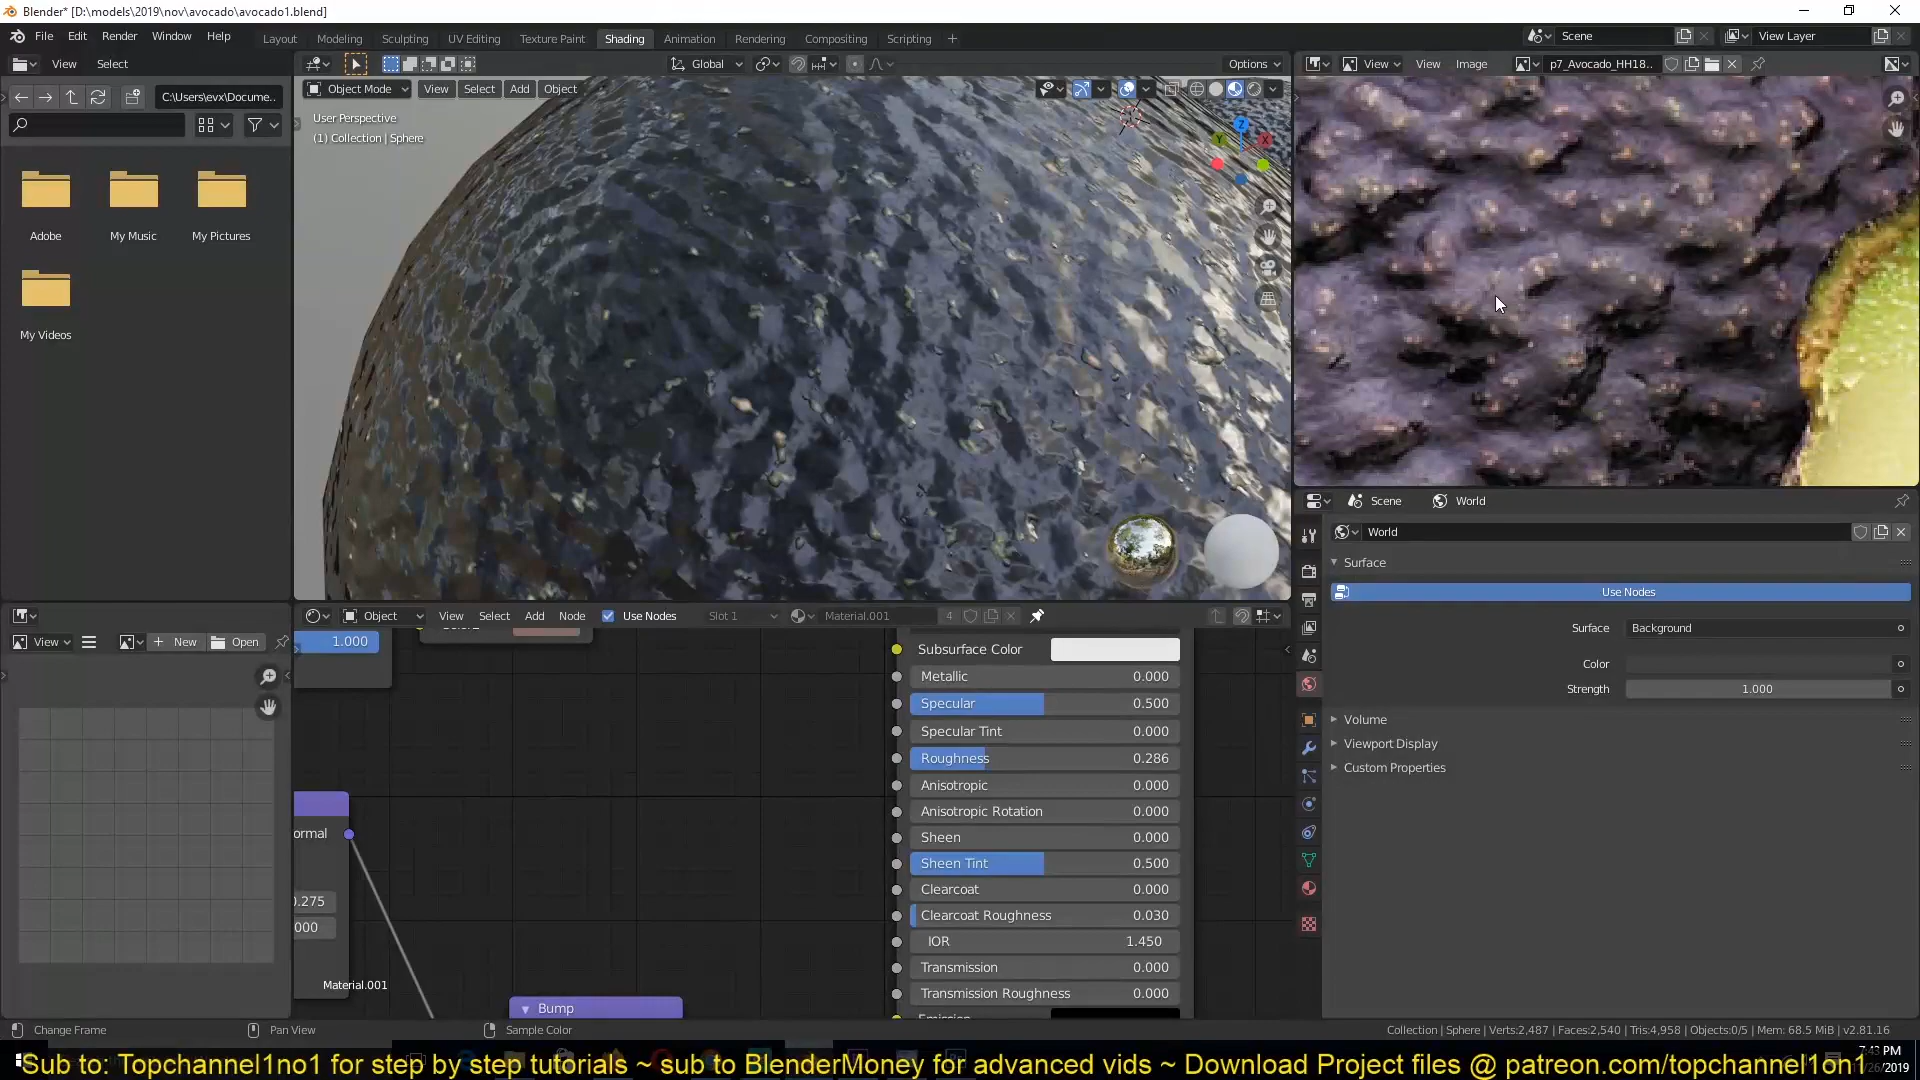 Blender* [D:\models\2019\nov\avocado\avocado1.blend]
File Edit Render Window Help
Layout Modeling Sculpting UV Editing Texture Paint Shading Animation Rendering Compositing Scripting +
Scene
View Layer
View Select
Global
Options
View View Image p7_Avocado_HH18..
C:\Users\evx\Docume..
Object Mode View Select Add Object
User Perspective
(1) Collection | Sphere
Z
Y
X
Adobe
My Music
My Pictures
My Videos
Scene World
World
Surface
Use Nodes
Surface Background
Color
Strength 1.000
Volume
Viewport Display
Custom Properties
Object View Select Add Node Use Nodes Slot 1 Material.001 4
View New Open
1.000
Subsurface Color
Metallic 0.000
Specular 0.500
Specular Tint 0.000
Roughness 0.286
Anisotropic 0.000
Anisotropic Rotation 0.000
Sheen 0.000
Sheen Tint 0.500
Clearcoat 0.000
Clearcoat Roughness 0.030
IOR 1.450
Transmission 0.000
Transmission Roughness 0.000
ormal
0.275
000
Material.001
Bump
Change Frame
Pan View
Sample Color
Collection | Sphere | Verts:2,487 | Faces:2,540 | Tris:4,958 | Objects:0/5 | Mem: 68.5 MiB | v2.81.16
Sub to: Topchannel1no1 for step by step tutorials ~ sub to BlenderMoney for advanced vids ~ Download Project files @ patreon.com/topchannel1on1
7:43 PM